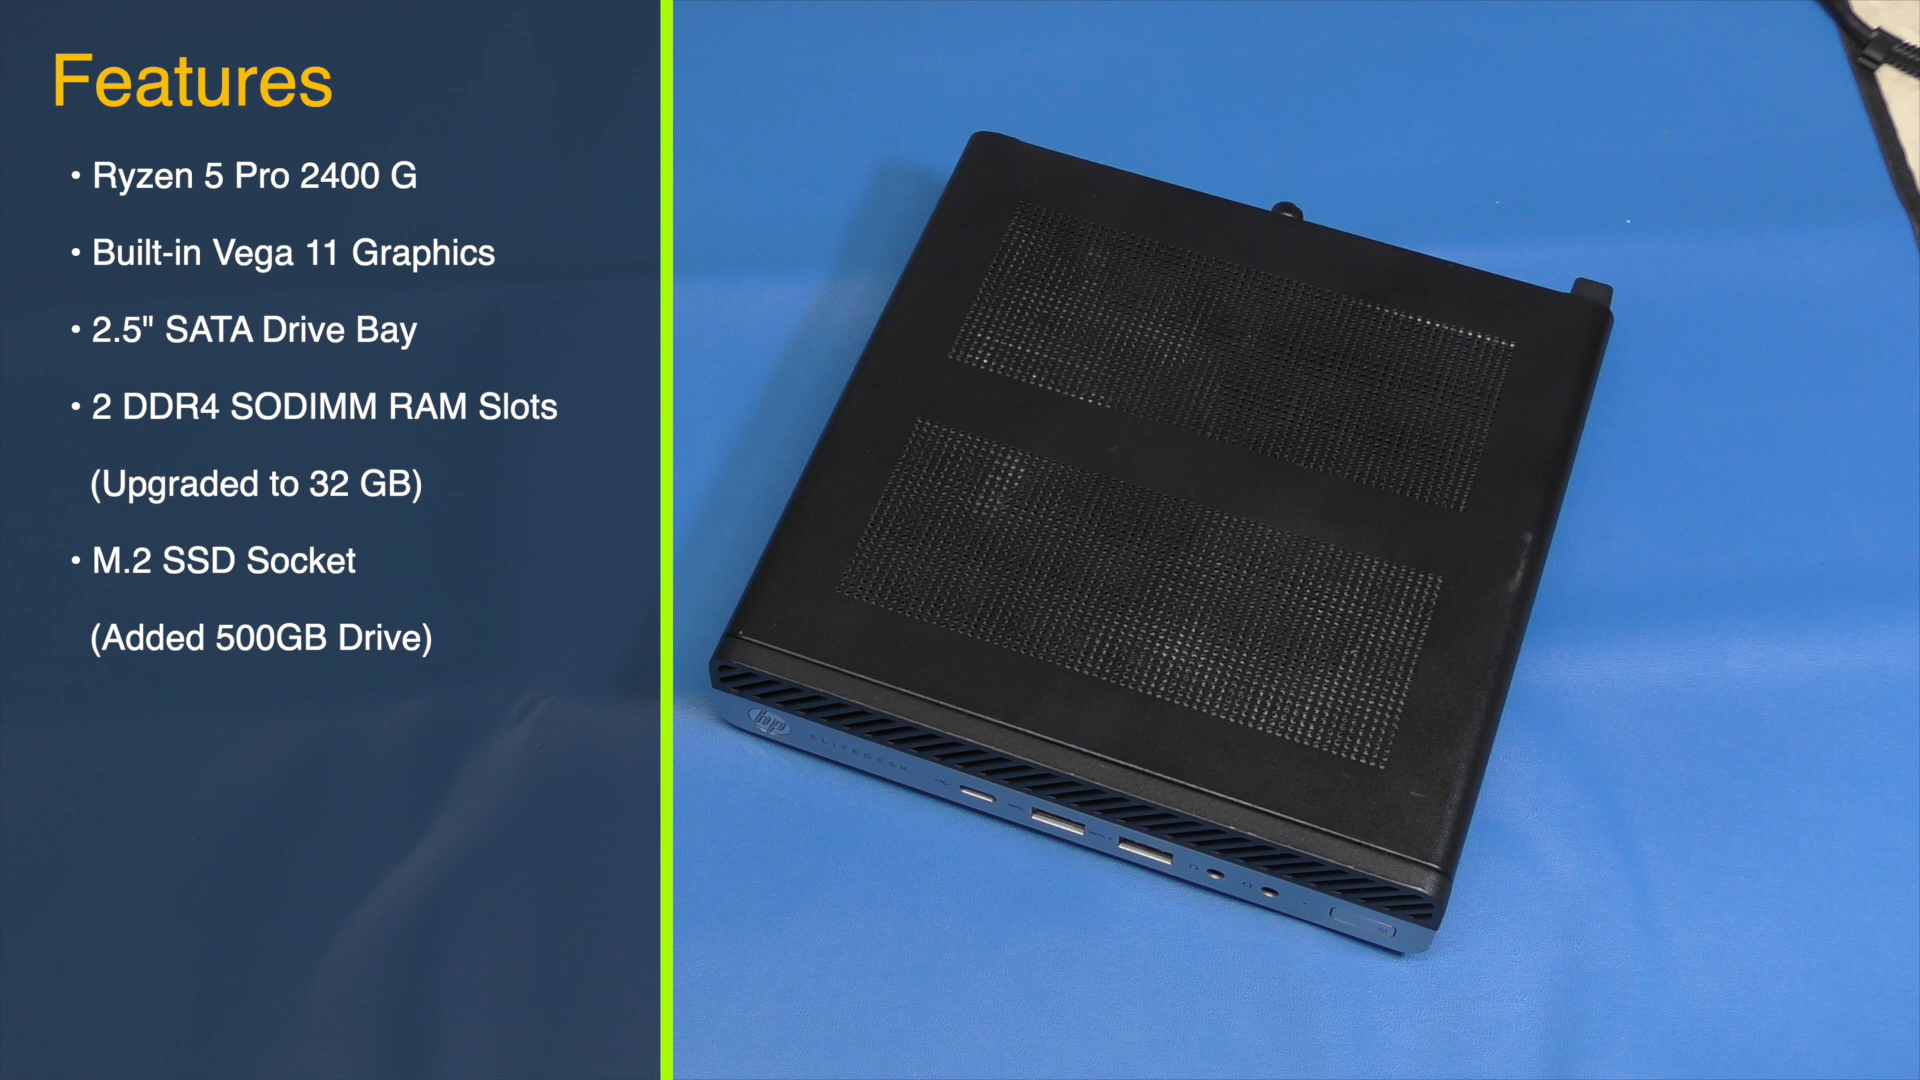 Features
• Ryzen 5 Pro 2400 G
• Built-in Vega 11 Graphics
• 2.5" SATA Drive Bay
• 2 DDR4 SODIMM RAM Slots
(Upgraded to 32 GB)
• M.2 SSD Socket
(Added 500GB Drive)
hp
ELITEDESK